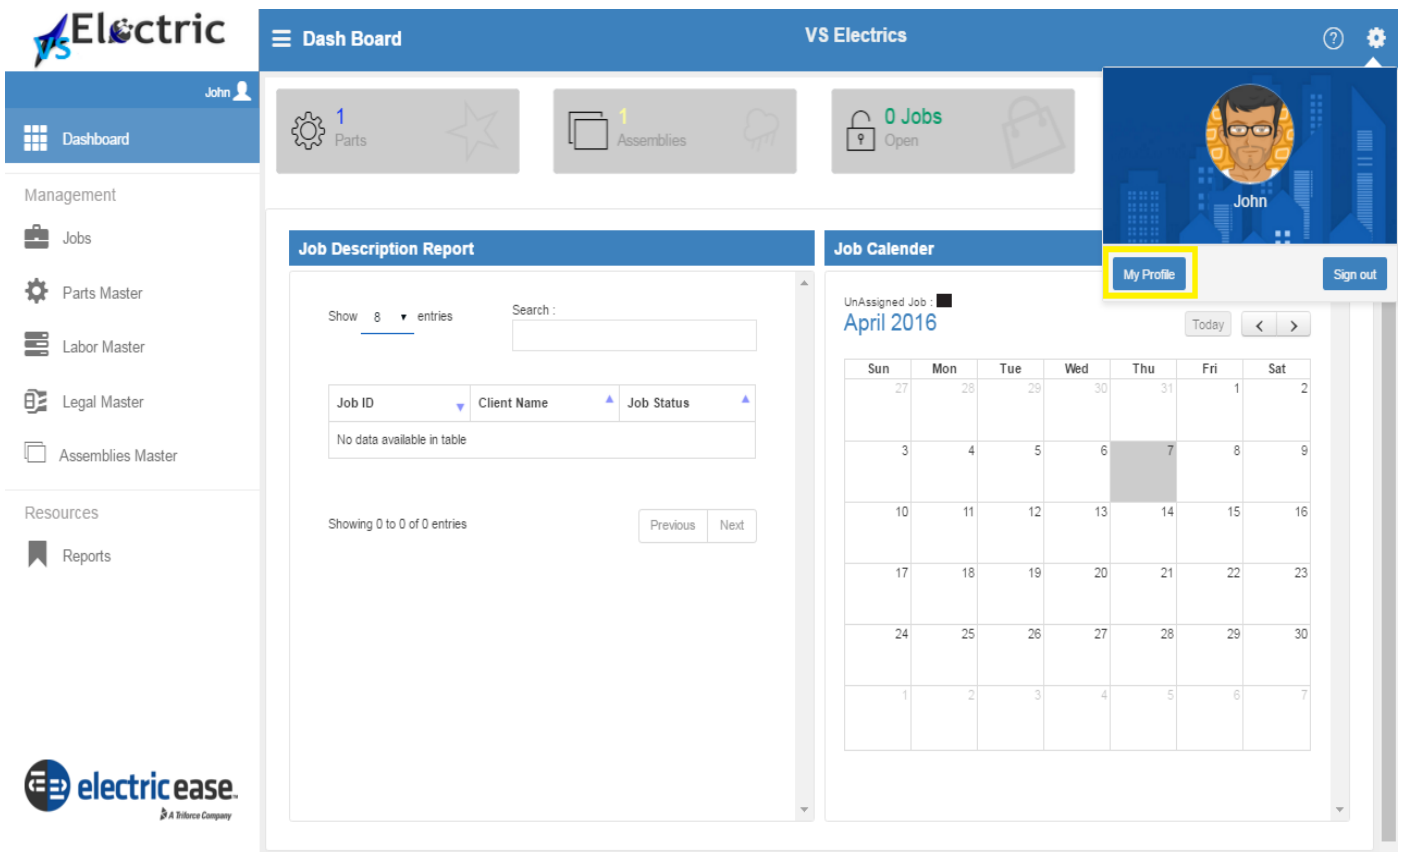 VS Electric
Dash Board
VS Electrics
?
John
Dashboard
Management
Jobs
Parts Master
Labor Master
Legal Master
Assemblies Master
Resources
Reports
electric ease
A Triforce Company
1
Parts
1
Assemblies
0 Jobs
Open
John
My Profile
Sign out
Job Description Report
Show 8 entries
Search :
Job ID Client Name Job Status
No data available in table
Showing 0 to 0 of 0 entries
Previous Next
Job Calender
UnAssigned Job :
April 2016
Today < >
Sun Mon Tue Wed Thu Fri Sat
27 28 29 30 31 1 2
3 4 5 6 7 8 9
10 11 12 13 14 15 16
17 18 19 20 21 22 23
24 25 26 27 28 29 30
1 2 3 4 5 6 7